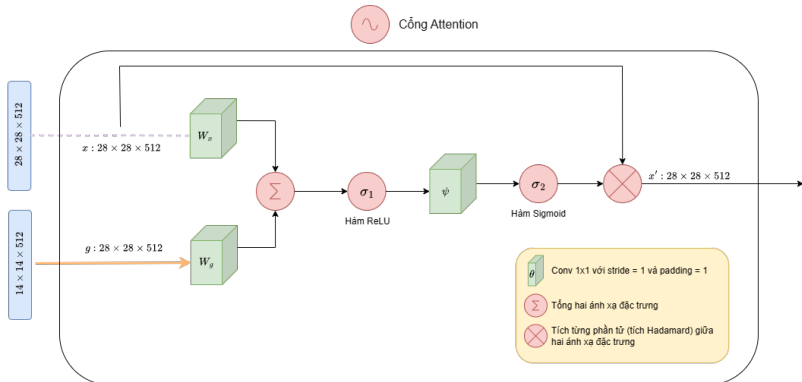 Cổng Attention
28 × 28 × 512
x : 28 × 28 × 512
W_x
Σ
σ_1
Hàm ReLU
ψ
σ_2
Hàm Sigmoid
x′ : 28 × 28 × 512
14 × 14 × 512
g : 28 × 28 × 512
W_g
θ
Conv 1x1 với stride = 1 và padding = 1
Σ
Tổng hai ánh xạ đặc trưng
Tích từng phần tử (tích Hadamard) giữa
hai ánh xạ đặc trưng